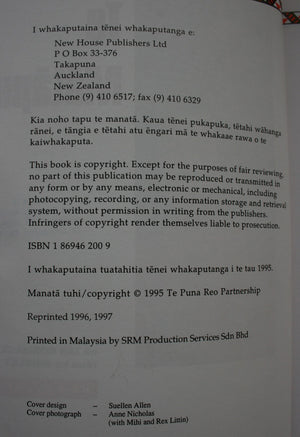 I whakaputaina tēnei whakaputanga e:
New House Publishers Ltd
P O Box 33-376
Takapuna
Auckland
New Zealand
Phone (9) 410 6517; fax (9) 410 6329
Kia noho tapu te manatā. Kaua tēnei pukapuka, tētahi wāhanga
rānei, e tāngia e tētahi atu ēngari mā te whakaae rawa o te
kaiwhakaputa.
This book is copyright. Except for the purposes of fair reviewing,
no part of this publication may be reproduced or transmitted in
any form or by any means, electronic or mechanical, including
photocopying, recording, or any information storage and retrieval
system, without permission in writing from the publishers.
Infringers of copyright render themselves liable to prosecution.
ISBN 1 86946 200 9
I whakaputaina tuatahitia tēnei whakaputanga i te tau 1995.
Manatā tuhi/copyright © 1995 Te Puna Reo Partnership
Reprinted 1996, 1997
Printed in Malaysia by SRM Production Services Sdn Bhd
Cover design – Suellen Allen
Cover photograph – Anne Nicholas
(with Mihi and Rex Littin)